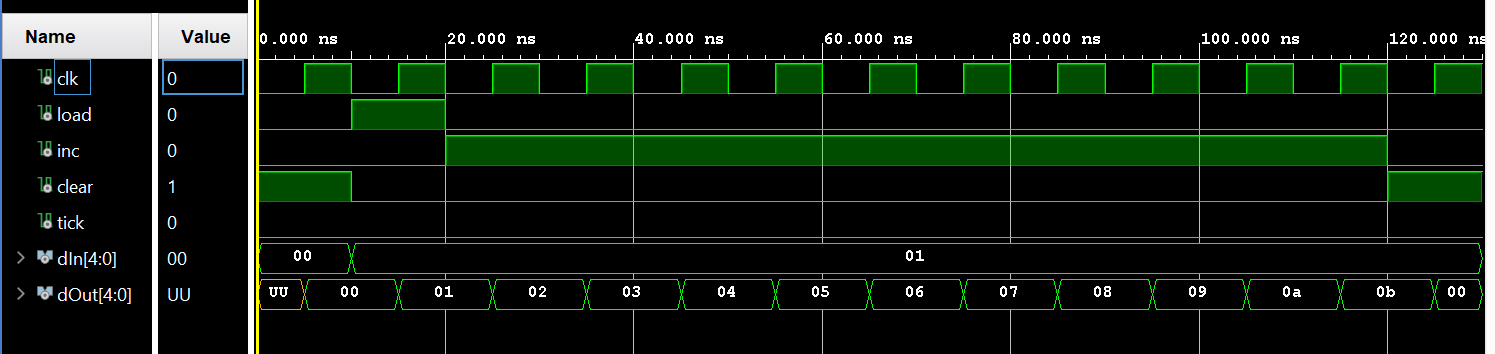 Name Value 0.000 ns 20.000 ns 40.000 ns 60.000 ns 80.000 ns 100.000 ns 120.000 ns
clk 0
load 0
inc 0
clear 1
tick 0
dIn[4:0] 00 00 01
dOut[4:0] UU UU 00 01 02 03 04 05 06 07 08 09 0a 0b 00